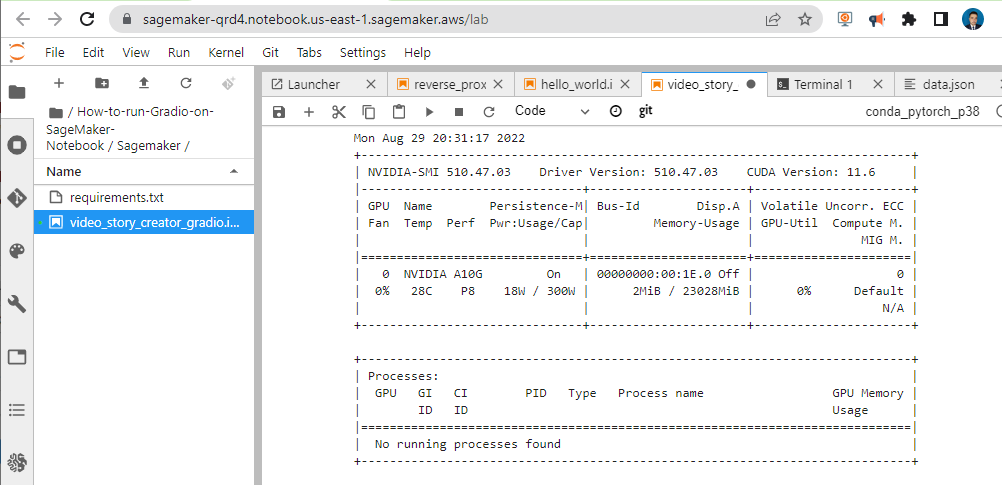 sagemaker-qrd4.notebook.us-east-1.sagemaker.aws/lab
File Edit View Run Kernel Git Tabs Settings Help
/ How-to-run-Gradio-on-
SageMaker-
Notebook / Sagemaker /
Name
requirements.txt
video_story_creator_gradio.i...
Launcher reverse_prox hello_world.i video_story_ Terminal 1 data.json
Code git conda_pytorch_p38
Mon Aug 29 20:31:17 2022
+-----------------------------------------------------------------------------+
| NVIDIA-SMI 510.47.03    Driver Version: 510.47.03    CUDA Version: 11.6     |
|-------------------------------+----------------------+----------------------+
| GPU  Name        Persistence-M| Bus-Id        Disp.A | Volatile Uncorr. ECC |
| Fan  Temp  Perf  Pwr:Usage/Cap|         Memory-Usage | GPU-Util  Compute M. |
|                               |                      |               MIG M. |
|===============================+======================+======================|
|   0  NVIDIA A10G         On   | 00000000:00:1E.0 Off |                    0 |
|  0%   28C    P8    18W / 300W |      2MiB / 23028MiB |      0%      Default |
|                               |                      |                  N/A |
+-------------------------------+----------------------+----------------------+
+-----------------------------------------------------------------------------+
| Processes:                                                                  |
|  GPU   GI   CI        PID   Type   Process name                  GPU Memory |
|        ID   ID                                                   Usage      |
|=============================================================================|
|  No running processes found                                                 |
+-----------------------------------------------------------------------------+